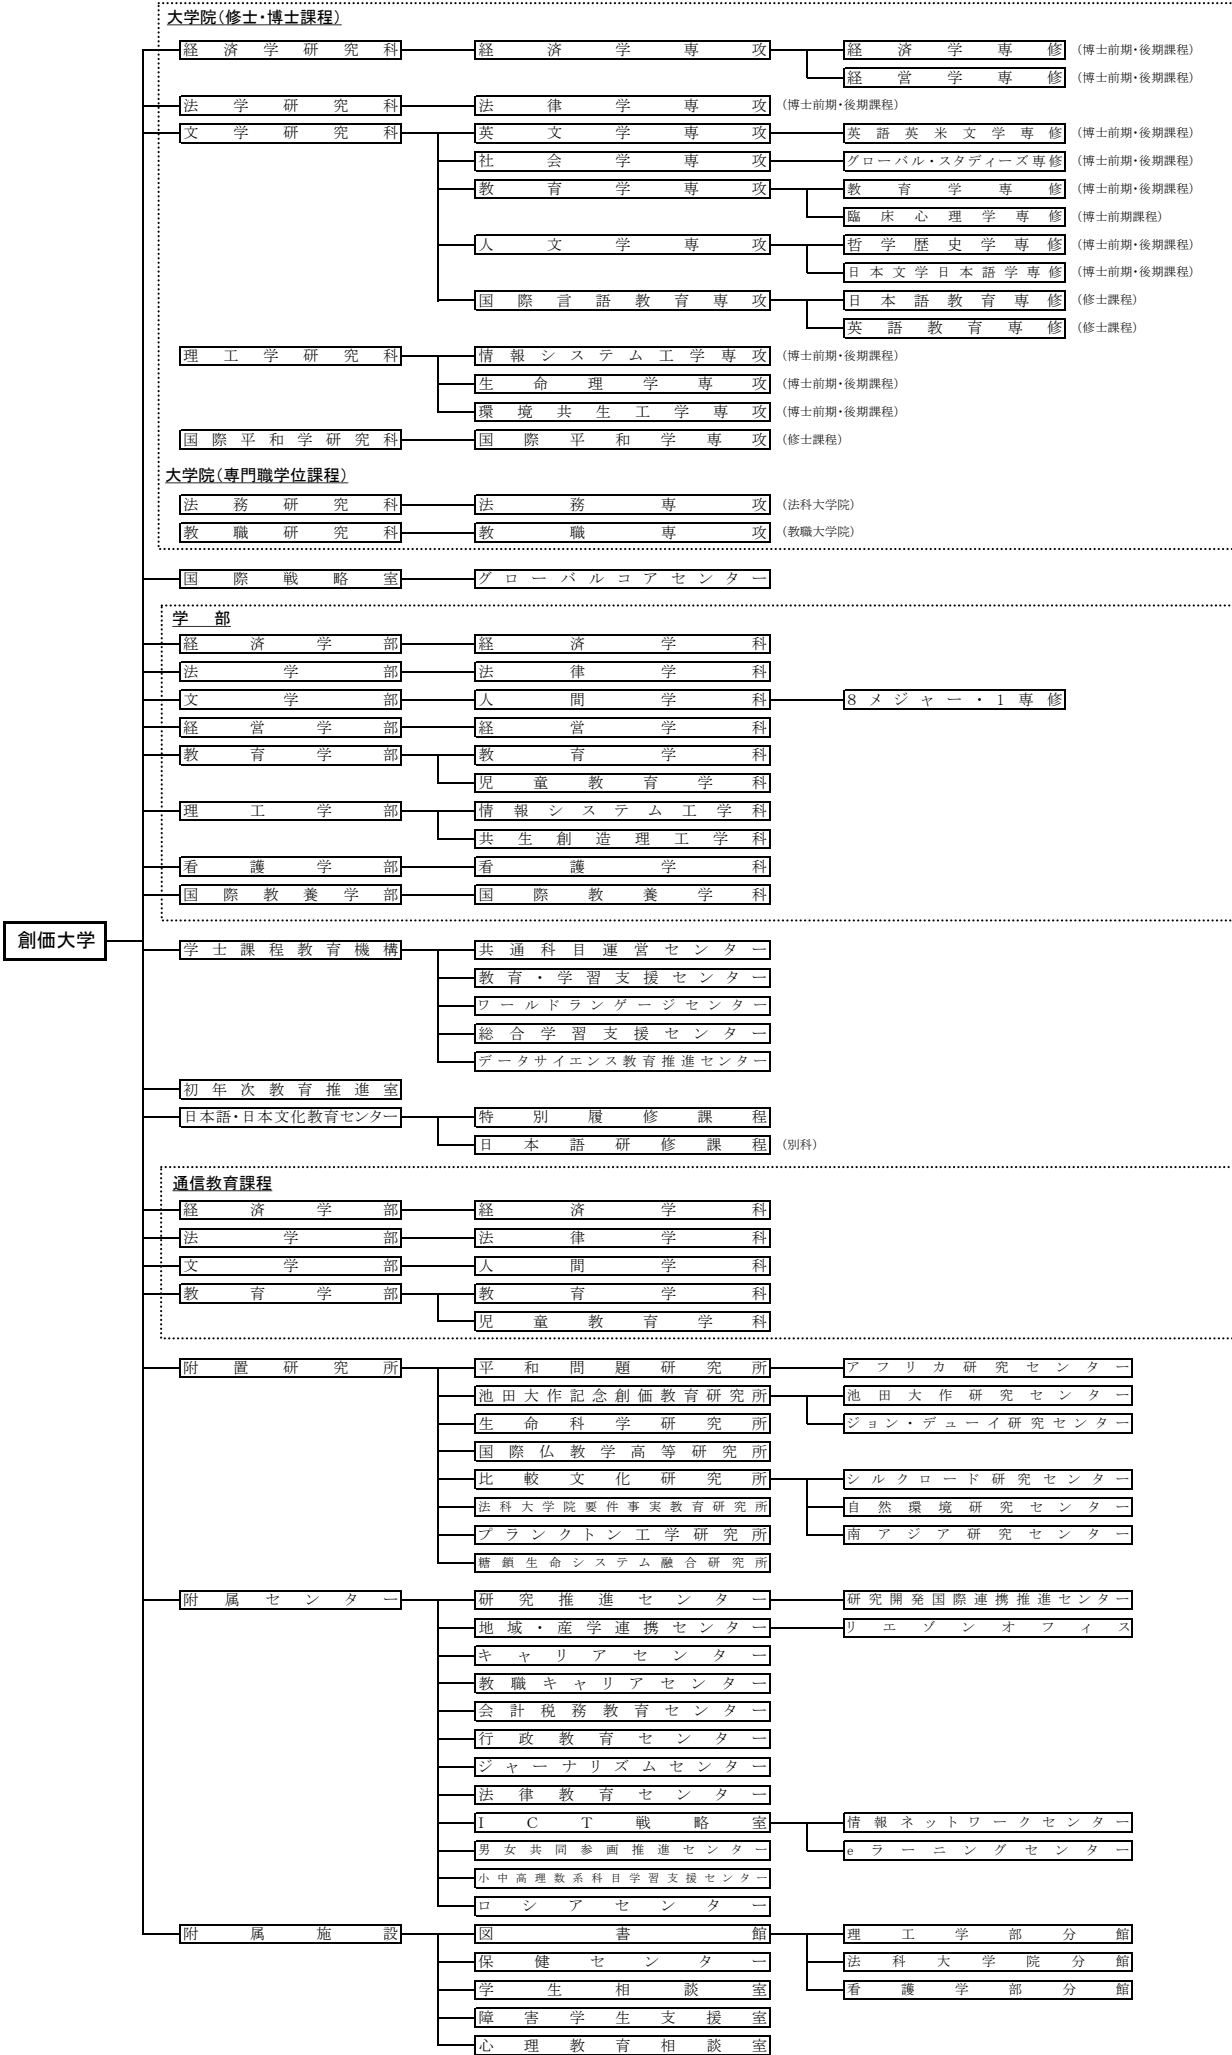 大学院(修士・博士課程)
経済学研究科 経済学専攻 経済学専修 (博士前期・後期課程)
経営学専修 (博士前期・後期課程)
法学研究科 法律学専攻 (博士前期・後期課程)
文学研究科 英文学専攻 英語英米文学専修 (博士前期・後期課程)
社会学専攻 グローバル・スタディーズ専修 (博士前期・後期課程)
教育学専攻 教育学専修 (博士前期・後期課程)
臨床心理学専修 (博士前期課程)
人文学専攻 哲学歴史学専修 (博士前期・後期課程)
日本文学日本語学専修 (博士前期・後期課程)
国際言語教育専攻 日本語教育専修 (修士課程)
英語教育専修 (修士課程)
理工学研究科 情報システム工学専攻 (博士前期・後期課程)
生命理学専攻 (博士前期・後期課程)
環境共生工学専攻 (博士前期・後期課程)
国際平和学研究科 国際平和学専攻 (修士課程)
大学院(専門職学位課程)
法務研究科 法務専攻 (法科大学院)
教職研究科 教職専攻 (教職大学院)
国際戦略室 グローバルコアセンター
学部
経済学部 経済学科
法学部 法律学科
文学部 人間学科 8メジャー・1専修
経営学部 経営学科
教育学部 教育学科
児童教育学科
理工学部 情報システム工学科
共生創造理工学科
看護学部 看護学科
国際教養学部 国際教養学科
創価大学
学士課程教育機構 共通科目運営センター
教育・学習支援センター
ワールドランゲージセンター
総合学習支援センター
データサイエンス教育推進センター
初年次教育推進室
日本語・日本文化教育センター 特別履修課程
日本語研修課程 (別科)
通信教育課程
経済学部 経済学科
法学部 法律学科
文学部 人間学科
教育学部 教育学科
児童教育学科
附置研究所 平和問題研究所 アフリカ研究センター
池田大作記念創価教育研究所 池田大作研究センター
生命科学研究所 ジョン・デューイ研究センター
国際仏教学高等研究所
比較文化研究所 シルクロード研究センター
法科大学院要件事実教育研究所 自然環境研究センター
プランクトン工学研究所 南アジア研究センター
糖鎖生命システム融合研究所
附属センター 研究推進センター 研究開発国際連携推進センター
地域・産学連携センター リエゾンオフィス
キャリアセンター
教職キャリアセンター
会計税務教育センター
行政教育センター
ジャーナリズムセンター
法律教育センター
ICT戦略室 情報ネットワークセンター
男女共同参画推進センター eラーニングセンター
小中高理数系科目学習支援センター
ロシアセンター
附属施設 図書館 理工学部分館
保健センター 法科大学院分館
学生相談室 看護学部分館
障害学生支援室
心理教育相談室